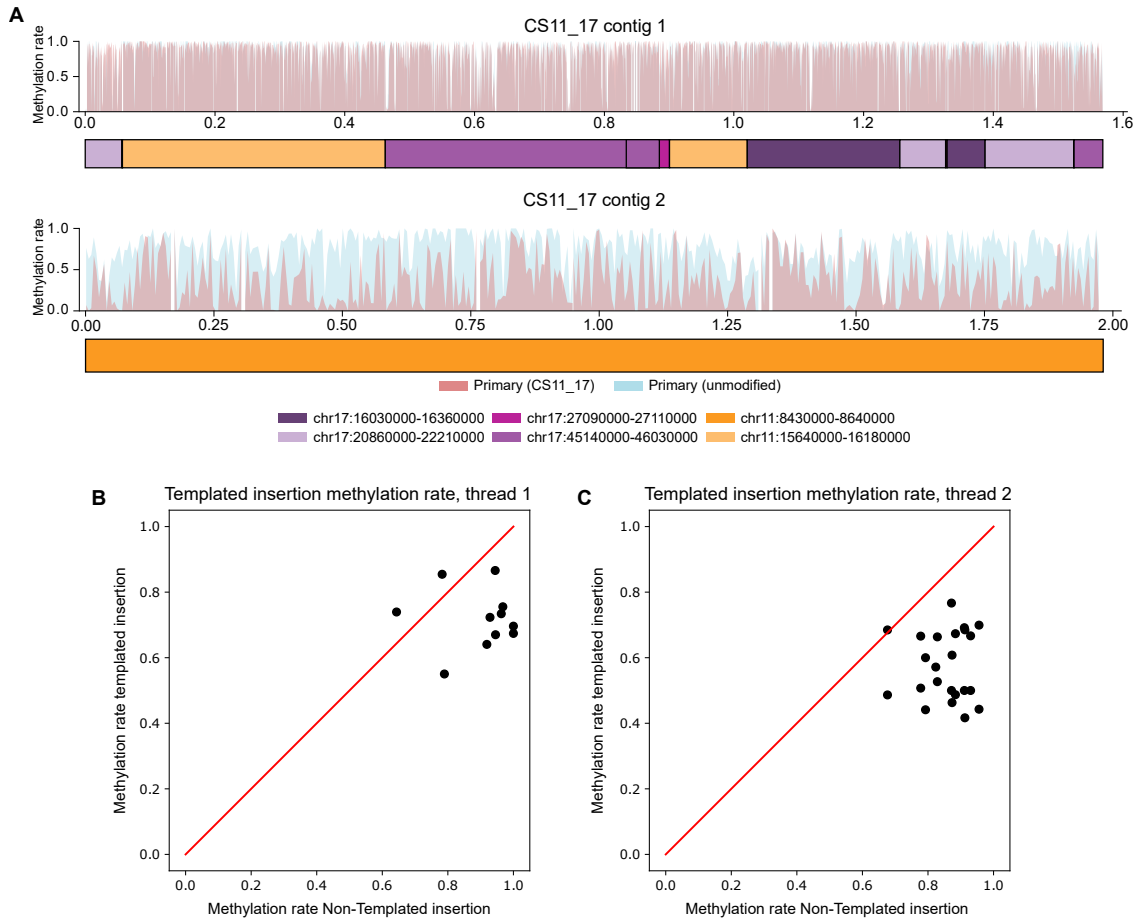 A
CS11_17 contig 1
Methylation rate
1.0
0.5
0.0
0.0 0.2 0.4 0.6 0.8 1.0 1.2 1.4 1.6
CS11_17 contig 2
Methylation rate
1.0
0.5
0.0
0.00 0.25 0.50 0.75 1.00 1.25 1.50 1.75 2.00
Primary (CS11_17) Primary (unmodified)
chr17:16030000-16360000 chr17:27090000-27110000 chr11:8430000-8640000
chr17:20860000-22210000 chr17:45140000-46030000 chr11:15640000-16180000
B
Templated insertion methylation rate, thread 1
Methylation rate templated insertion
1.0
0.8
0.6
0.4
0.2
0.0
0.0 0.2 0.4 0.6 0.8 1.0
Methylation rate Non-Templated insertion
C
Templated insertion methylation rate, thread 2
Methylation rate templated insertion
1.0
0.8
0.6
0.4
0.2
0.0
0.0 0.2 0.4 0.6 0.8 1.0
Methylation rate Non-Templated insertion